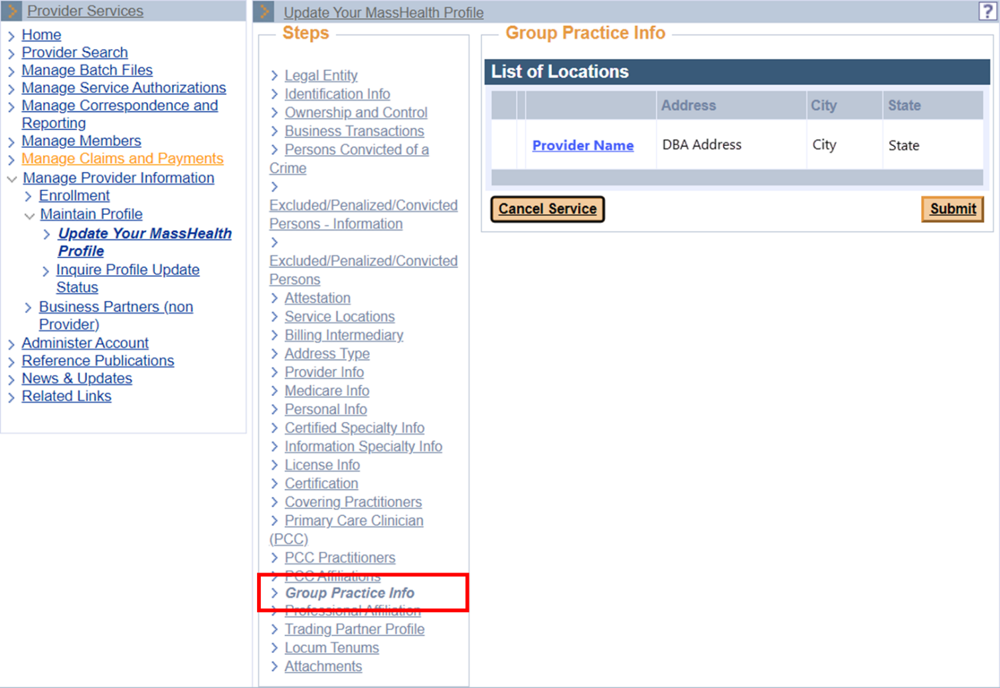 Provider Services
Home
Provider Search
Manage Batch Files
Manage Service Authorizations
Manage Correspondence and
Reporting
Manage Members
Manage Claims and Payments
Manage Provider Information
Enrollment
Maintain Profile
Update Your MassHealth
Profile
Inquire Profile Update
Status
Business Partners (non
Provider)
Administer Account
Reference Publications
News & Updates
Related Links
Update Your MassHealth Profile
?
Steps
Legal Entity
Identification Info
Ownership and Control
Business Transactions
Persons Convicted of a
Crime
Excluded/Penalized/Convicted
Persons - Information
Excluded/Penalized/Convicted
Persons
Attestation
Service Locations
Billing Intermediary
Address Type
Provider Info
Medicare Info
Personal Info
Certified Specialty Info
Information Specialty Info
License Info
Certification
Covering Practitioners
Primary Care Clinician
(PCC)
PCC Practitioners
PCC Affiliations
Group Practice Info
Professional Affiliation
Trading Partner Profile
Locum Tenums
Attachments
Group Practice Info
List of Locations
Address City State
Provider Name DBA Address City State
Cancel Service Submit